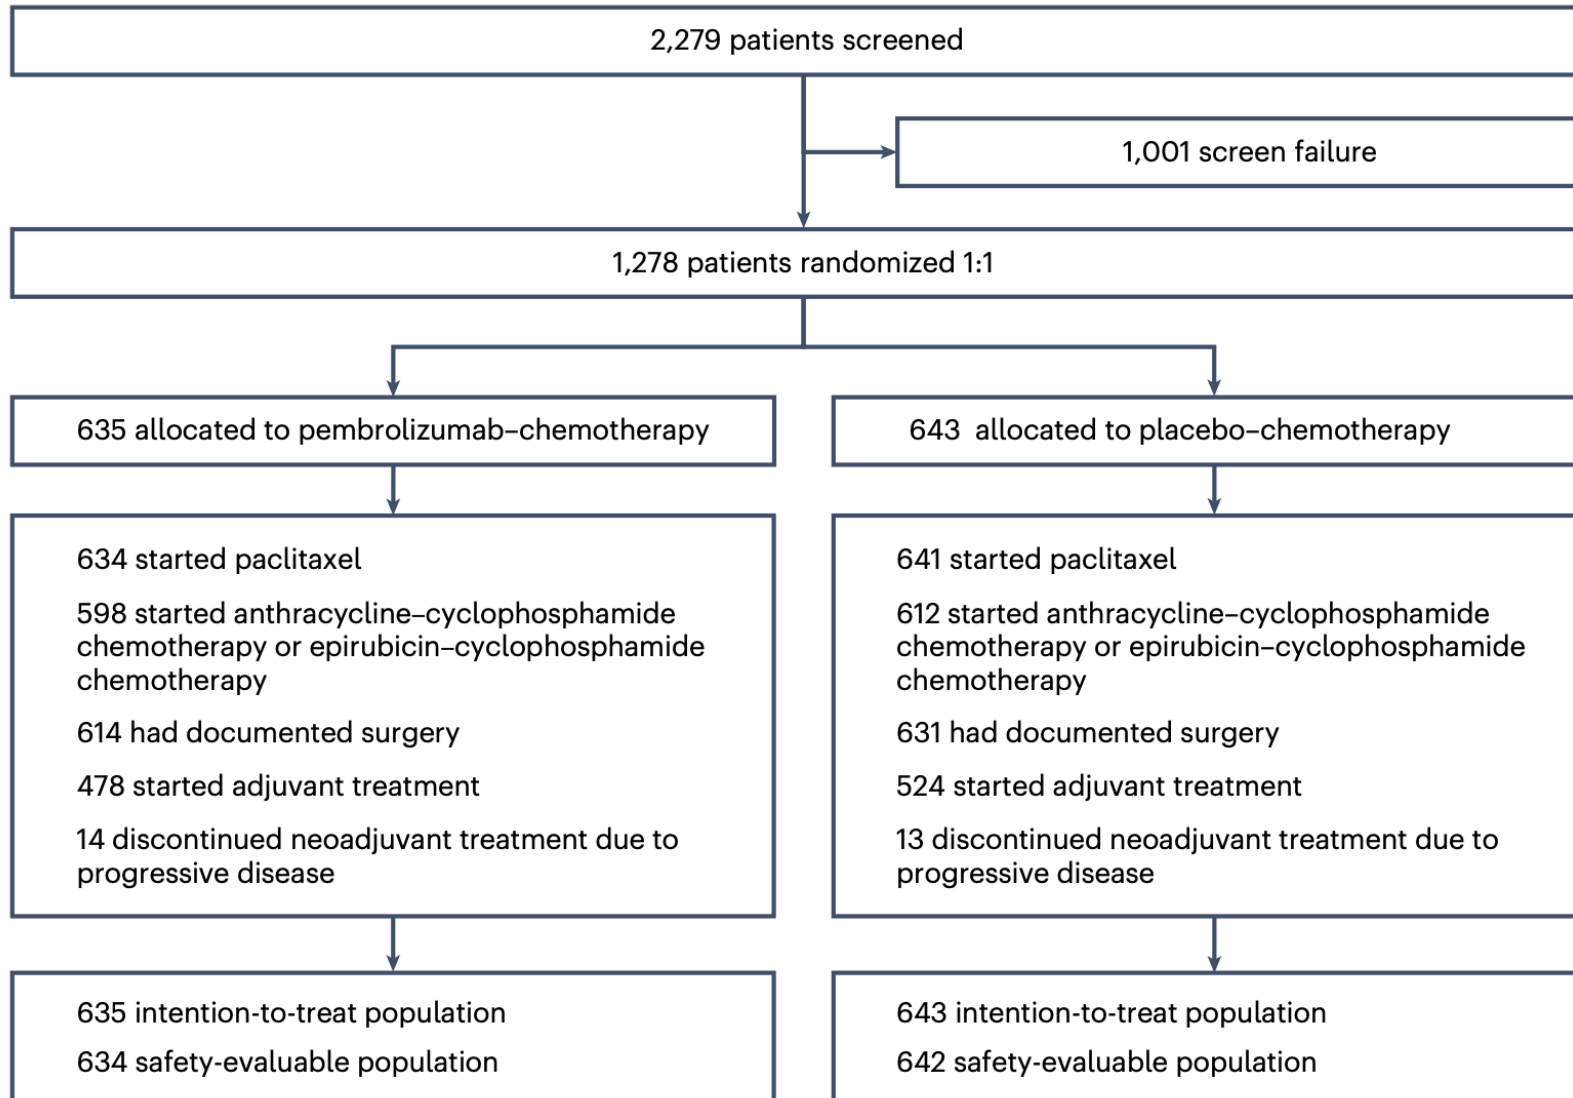 2,279 patients screened
1,001 screen failure
1,278 patients randomized 1:1
635 allocated to pembrolizumab–chemotherapy
643 allocated to placebo–chemotherapy
634 started paclitaxel
598 started anthracycline–cyclophosphamide
chemotherapy or epirubicin–cyclophosphamide
chemotherapy
614 had documented surgery
478 started adjuvant treatment
14 discontinued neoadjuvant treatment due to
progressive disease
641 started paclitaxel
612 started anthracycline–cyclophosphamide
chemotherapy or epirubicin–cyclophosphamide
chemotherapy
631 had documented surgery
524 started adjuvant treatment
13 discontinued neoadjuvant treatment due to
progressive disease
635 intention-to-treat population
634 safety-evaluable population
643 intention-to-treat population
642 safety-evaluable population